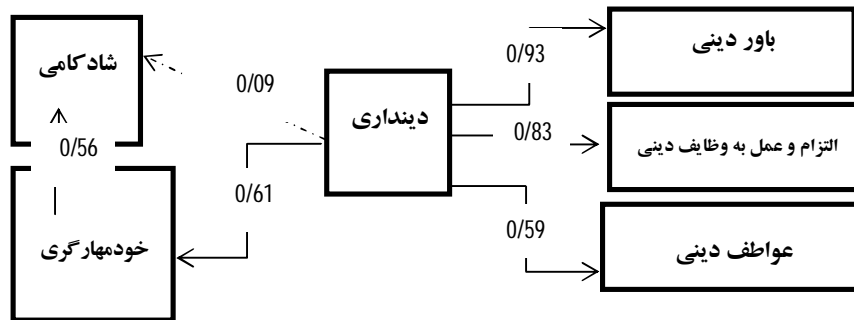 باور دینی
شادکامی
0/93
0/09
دینداری
0/83
التزام و عمل به وظایف دینی
0/56
0/61
0/59
عواطف دینی
خودمهارگری